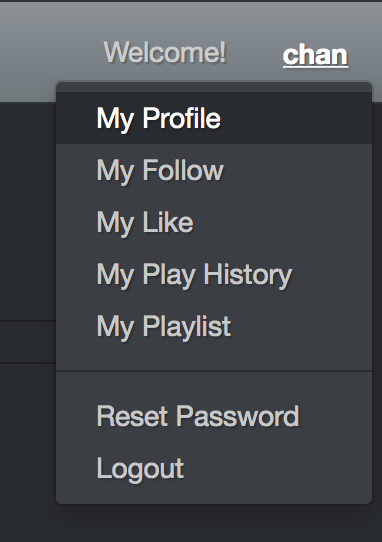 Welcome! chan
My Profile
My Follow
My Like
My Play History
My Playlist
Reset Password
Logout